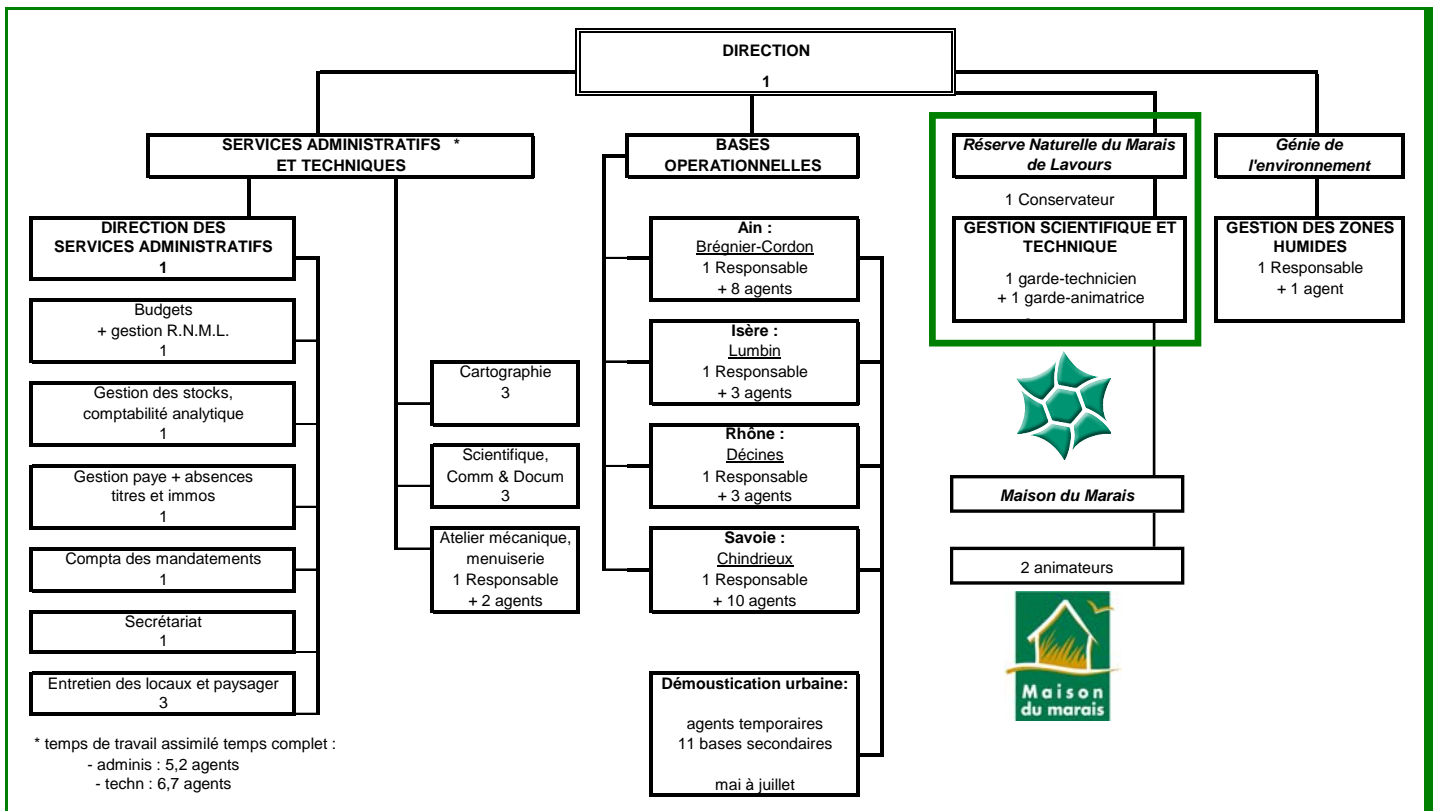 DIRECTION
1
SERVICES ADMINISTRATIFS *
ET TECHNIQUES
BASES
OPERATIONNELLES
Réserve Naturelle du Marais
de Lavours
Génie de
l'environnement
1 Conservateur
DIRECTION DES
SERVICES ADMINISTRATIFS
1
Budgets
+ gestion R.N.M.L.
1
Gestion des stocks,
comptabilité analytique
1
Gestion paye + absences
titres et immos
1
Compta des mandatements
1
Secrétariat
1
Entretien des locaux et paysager
3
* temps de travail assimilé temps complet :
- adminis : 5,2 agents
- techn : 6,7 agents
Cartographie
3
Scientifique,
Comm & Docum
3
Atelier mécanique,
menuiserie
1 Responsable
+ 2 agents
Ain :
Brégnier-Cordon
1 Responsable
+ 8 agents
Isère :
Lumbin
1 Responsable
+ 3 agents
Rhône :
Décines
1 Responsable
+ 3 agents
Savoie :
Chindrieux
1 Responsable
+ 10 agents
Démoustication urbaine:
agents temporaires
11 bases secondaires
mai à juillet
GESTION SCIENTIFIQUE ET
TECHNIQUE
1 garde-technicien
+ 1 garde-animatrice
Maison du Marais
2 animateurs
Maison
du marais
GESTION DES ZONES
HUMIDES
1 Responsable
+ 1 agent